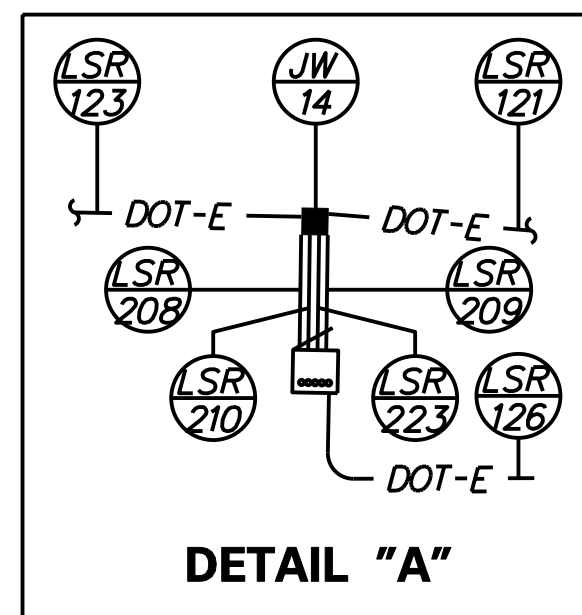 LSR
123
JW
14
LSR
121
DOT-E
DOT-E
LSR
208
LSR
209
LSR
210
LSR
223
LSR
126
DOT-E
DETAIL "A"